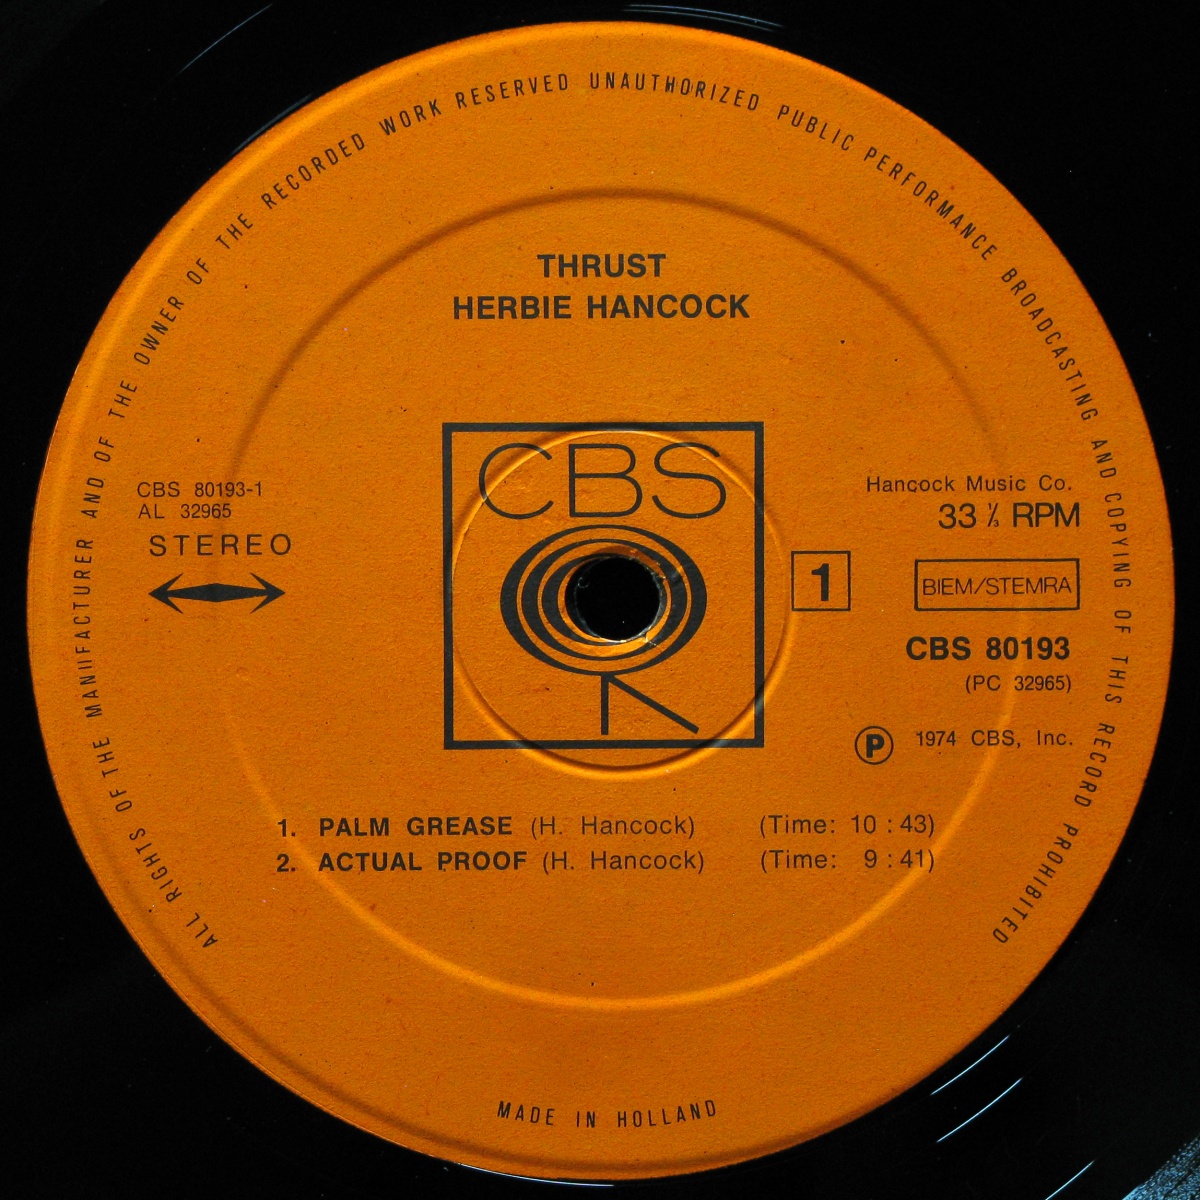 ALL RIGHTS OF THE MANUFACTURER AND OF THE OWNER OF THE RECORDED WORK RESERVED UNAUTHORIZED PUBLIC PERFORMANCE BROADCASTING AND COPYING OF THIS RECORD PROHIBITED
THRUST
HERBIE HANCOCK
CBS
CBS 80193-1
AL 32965
STEREO
Hancock Music Co.
33 ⅓ RPM
1
BIEM/STEMRA
CBS 80193
(PC 32965)
Ⓟ 1974 CBS, Inc.
1. PALM GREASE (H. Hancock) (Time: 10 : 43)
2. ACTUAL PROOF (H. Hancock) (Time: 9 : 41)
MADE IN HOLLAND